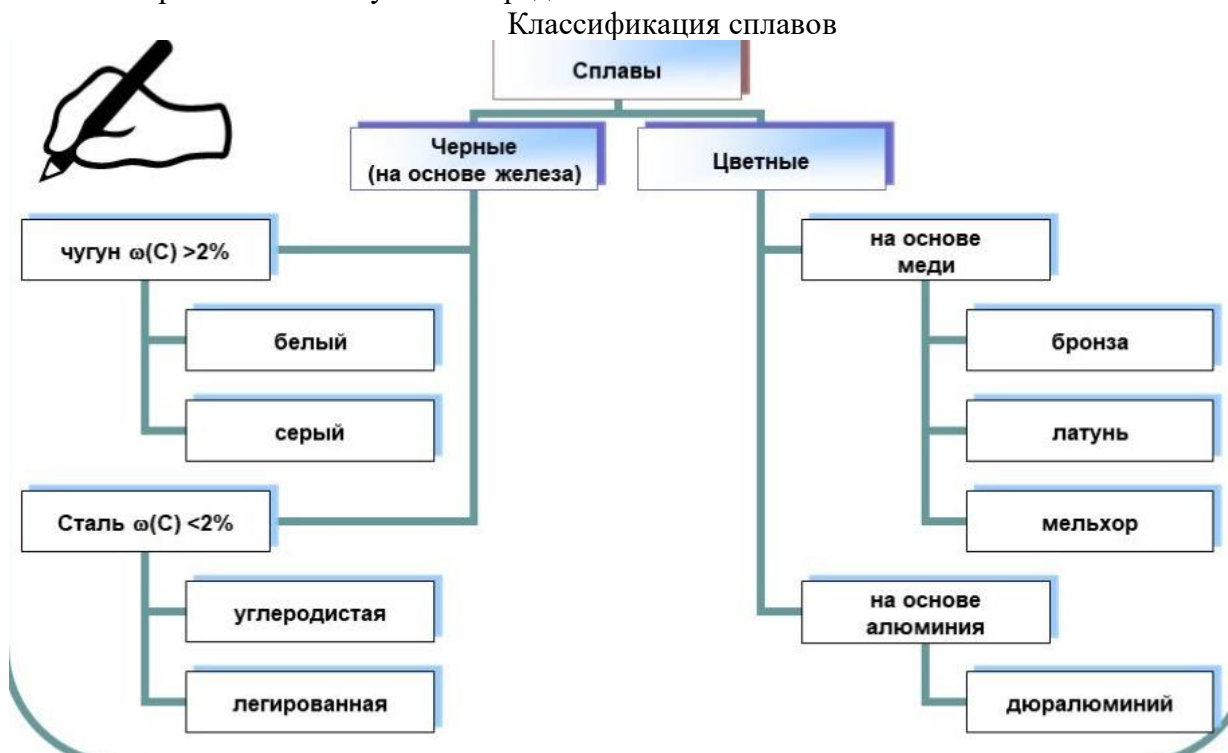 Классификация сплавов
Сплавы
Черные
(на основе железа)
Цветные
чугун ω(С) >2%
белый
серый
Сталь ω(С) <2%
углеродистая
легированная
на основе
меди
бронза
латунь
мельхор
на основе
алюминия
дюралюминий